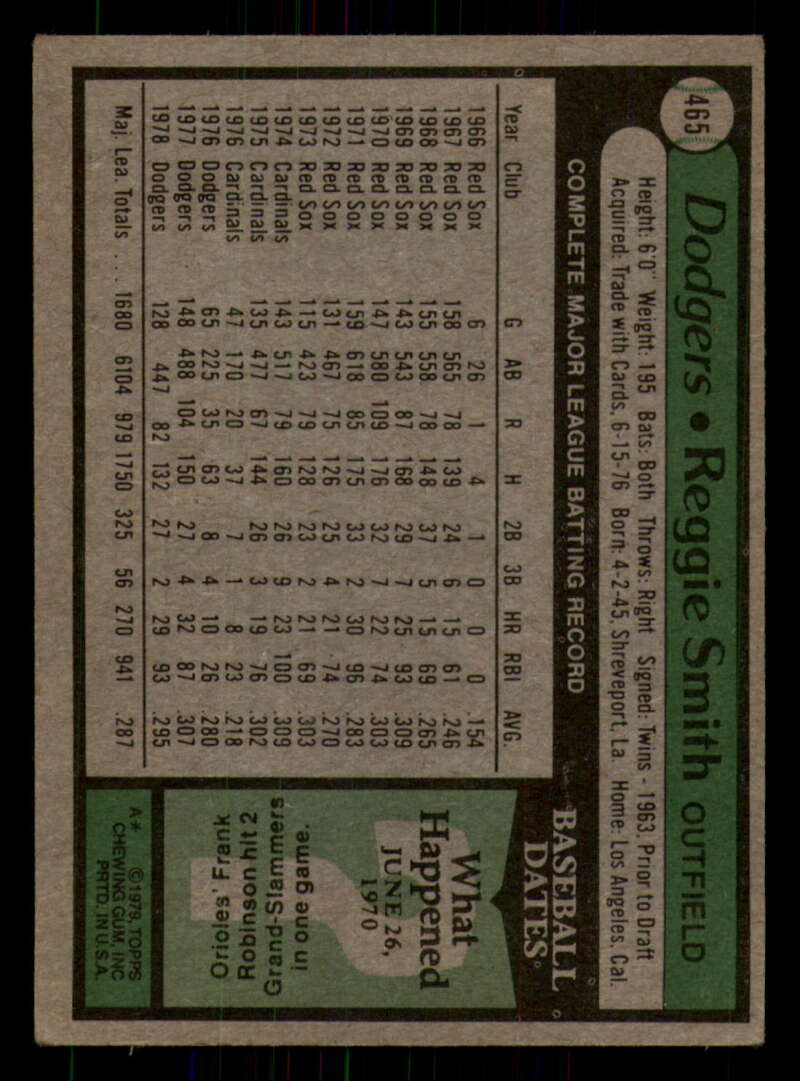 465
Dodgers • Reggie Smith OUTFIELD
Height: 6'0" Weight: 195 Bats: Both Throws: Right Signed: Twins - 1963, Prior to Draft
Acquired: Trade with Cards, 6-15-76 Born: 4-2-45, Shreveport, La. Home: Los Angeles, Cal.
COMPLETE MAJOR LEAGUE BATTING RECORD
Year Club G AB R H 2B 3B HR RBI AVG.
1966 Red Sox 6 26 1 4 1 0 0 0 .154
1967 Red Sox 158 565 78 139 24 6 15 61 .246
1968 Red Sox 155 558 78 148 37 5 15 69 .265
1969 Red Sox 143 543 87 168 29 7 25 93 .309
1970 Red Sox 147 580 109 176 32 7 22 74 .303
1971 Red Sox 159 618 85 175 33 2 30 96 .283
1972 Red Sox 131 467 75 126 25 4 21 74 .270
1973 Red Sox 115 423 79 128 23 2 21 69 .303
1974 Cardinals 143 517 79 160 26 9 23 100 .309
1975 Cardinals 135 477 67 144 26 3 19 76 .302
1976 Cardinals 47 170 20 37 7 1 8 23 .218
1976 Dodgers 65 225 35 63 8 4 10 26 .280
1977 Dodgers 148 488 104 150 27 4 32 87 .307
1978 Dodgers 128 447 82 132 27 2 29 93 .295
Maj. Lea. Totals . . . . 1680 6104 979 1750 325 56 270 941 .287
BASEBALL
DATES
What
Happened
JUNE 26,
1970
Orioles' Frank
Robinson hit 2
Grand-Slammers
in one game.
A* ©1979, TOPPS
CHEWING GUM, INC
PRTD. IN U.S.A.